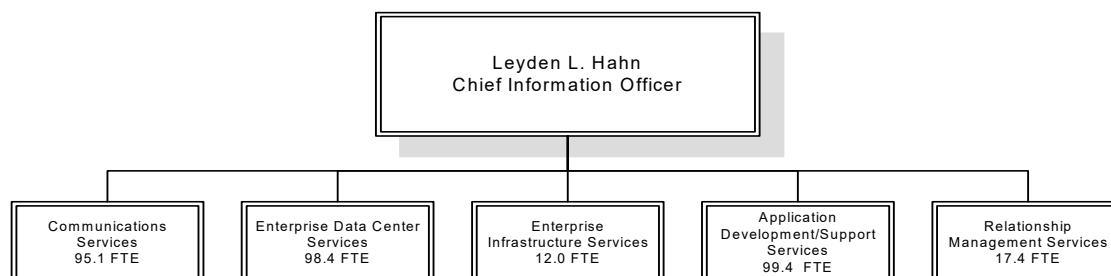 Leyden L. Hahn
Chief Information Officer
Communications
Services
95.1 FTE
Enterprise Data Center
Services
98.4 FTE
Enterprise
Infrastructure Services
12.0 FTE
Application
Development/Support
Services
99.4 FTE
Relationship
Management Services
17.4 FTE